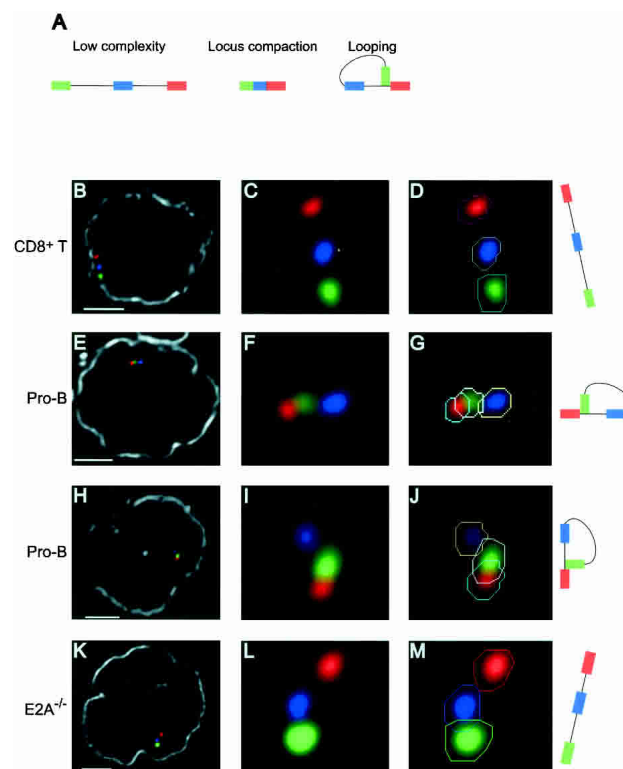 A
Low complexity Locus compaction Looping
B C D
CD8+ T
E F G
Pro-B
H I J
Pro-B
K L M
E2A-/-